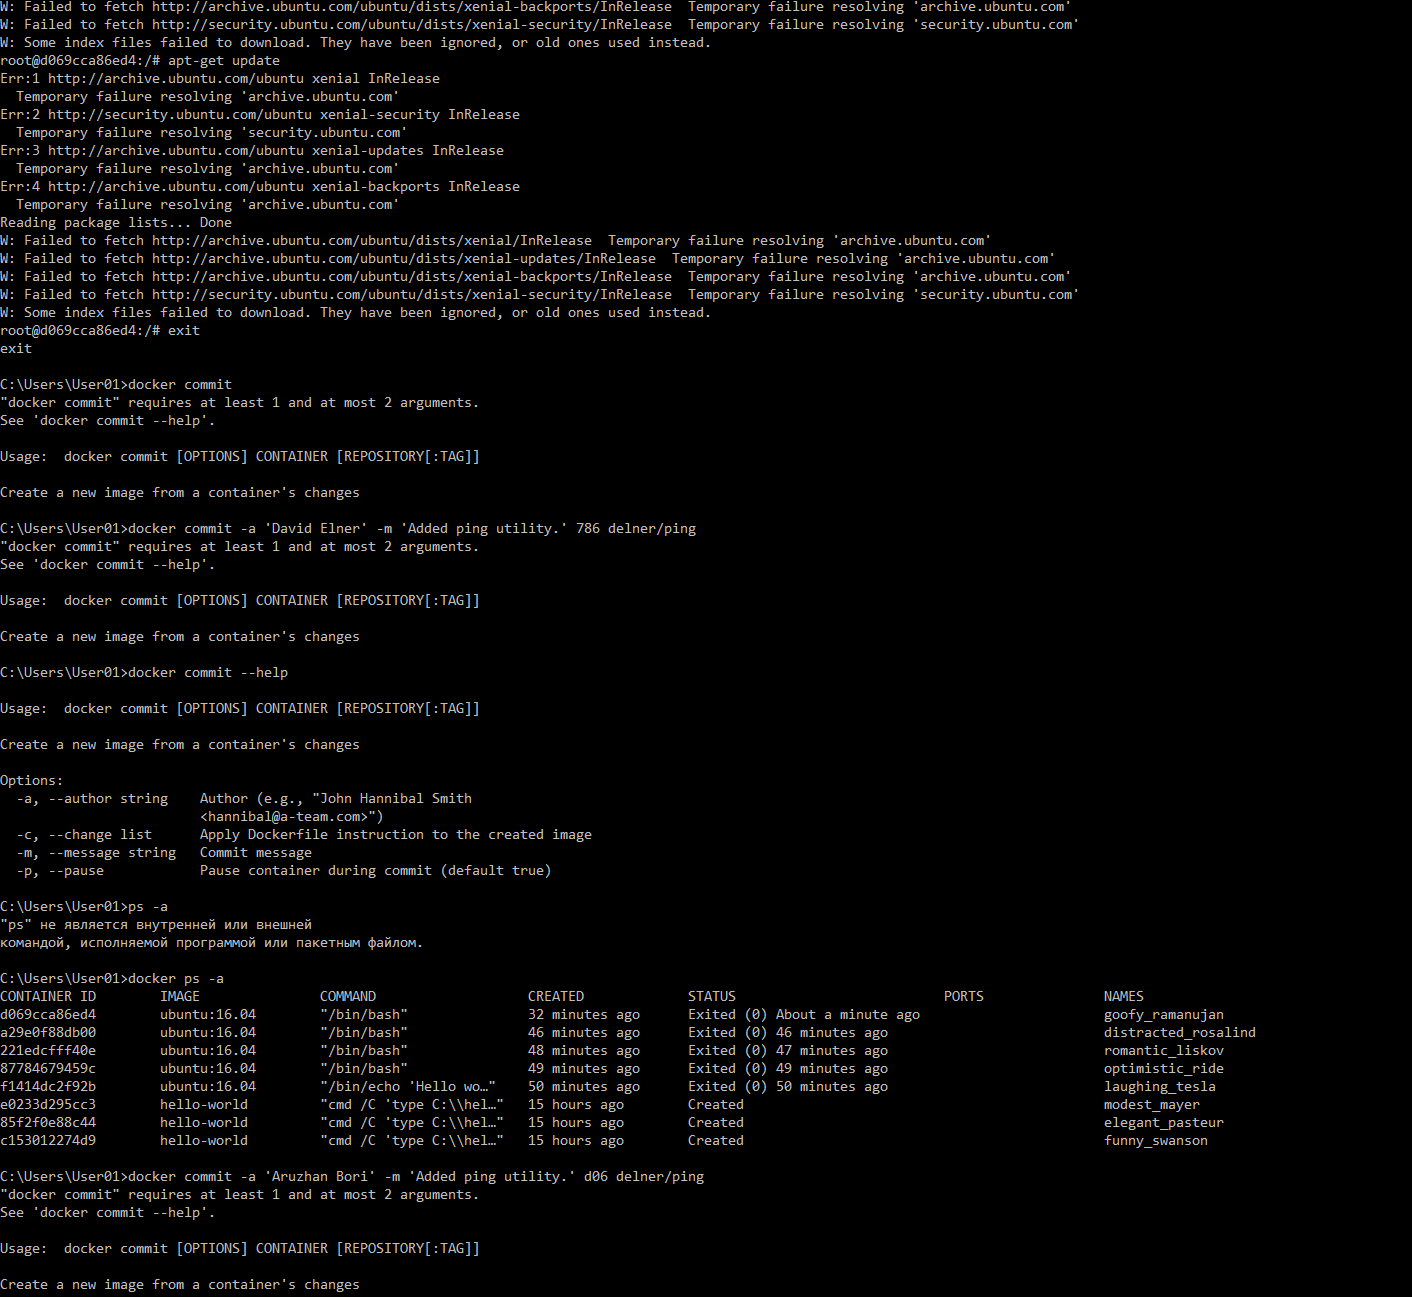 W: Failed to fetch http://archive.ubuntu.com/ubuntu/dists/xenial-backports/InRelease  Temporary failure resolving 'archive.ubuntu.com'
W: Failed to fetch http://security.ubuntu.com/ubuntu/dists/xenial-security/InRelease  Temporary failure resolving 'security.ubuntu.com'
W: Some index files failed to download. They have been ignored, or old ones used instead.
root@d069cca86ed4:/# apt-get update
Err:1 http://archive.ubuntu.com/ubuntu xenial InRelease
  Temporary failure resolving 'archive.ubuntu.com'
Err:2 http://security.ubuntu.com/ubuntu xenial-security InRelease
  Temporary failure resolving 'security.ubuntu.com'
Err:3 http://archive.ubuntu.com/ubuntu xenial-updates InRelease
  Temporary failure resolving 'archive.ubuntu.com'
Err:4 http://archive.ubuntu.com/ubuntu xenial-backports InRelease
  Temporary failure resolving 'archive.ubuntu.com'
Reading package lists... Done
W: Failed to fetch http://archive.ubuntu.com/ubuntu/dists/xenial/InRelease  Temporary failure resolving 'archive.ubuntu.com'
W: Failed to fetch http://archive.ubuntu.com/ubuntu/dists/xenial-updates/InRelease  Temporary failure resolving 'archive.ubuntu.com'
W: Failed to fetch http://archive.ubuntu.com/ubuntu/dists/xenial-backports/InRelease  Temporary failure resolving 'archive.ubuntu.com'
W: Failed to fetch http://security.ubuntu.com/ubuntu/dists/xenial-security/InRelease  Temporary failure resolving 'security.ubuntu.com'
W: Some index files failed to download. They have been ignored, or old ones used instead.
root@d069cca86ed4:/# exit
exit

C:\Users\User01>docker commit
"docker commit" requires at least 1 and at most 2 arguments.
See 'docker commit --help'.

Usage:  docker commit [OPTIONS] CONTAINER [REPOSITORY[:TAG]]

Create a new image from a container's changes

C:\Users\User01>docker commit -a 'David Elner' -m 'Added ping utility.' 786 delner/ping
"docker commit" requires at least 1 and at most 2 arguments.
See 'docker commit --help'.

Usage:  docker commit [OPTIONS] CONTAINER [REPOSITORY[:TAG]]

Create a new image from a container's changes

C:\Users\User01>docker commit --help

Usage:  docker commit [OPTIONS] CONTAINER [REPOSITORY[:TAG]]

Create a new image from a container's changes

Options:
  -a, --author string    Author (e.g., "John Hannibal Smith
                         <hannibal@a-team.com>")
  -c, --change list      Apply Dockerfile instruction to the created image
  -m, --message string   Commit message
  -p, --pause            Pause container during commit (default true)

C:\Users\User01>ps -a
"ps" не является внутренней или внешней
командой, исполняемой программой или пакетным файлом.

C:\Users\User01>docker ps -a
CONTAINER ID        IMAGE               COMMAND                  CREATED             STATUS                          PORTS               NAMES
d069cca86ed4        ubuntu:16.04        "/bin/bash"              32 minutes ago      Exited (0) About a minute ago                       goofy_ramanujan
a29e0f88db00        ubuntu:16.04        "/bin/bash"              46 minutes ago      Exited (0) 46 minutes ago                           distracted_rosalind
221edcfff40e        ubuntu:16.04        "/bin/bash"              48 minutes ago      Exited (0) 47 minutes ago                           romantic_liskov
87784679459c        ubuntu:16.04        "/bin/bash"              49 minutes ago      Exited (0) 49 minutes ago                           optimistic_ride
f1414dc2f92b        ubuntu:16.04        "/bin/echo 'Hello wo…"   50 minutes ago      Exited (0) 50 minutes ago                           laughing_tesla
e0233d295cc3        hello-world         "cmd /C 'type C:\\hel…"   15 hours ago        Created                                             modest_mayer
85f2f0e88c44        hello-world         "cmd /C 'type C:\\hel…"   15 hours ago        Created                                             elegant_pasteur
c153012274d9        hello-world         "cmd /C 'type C:\\hel…"   15 hours ago        Created                                             funny_swanson

C:\Users\User01>docker commit -a 'Aruzhan Bori' -m 'Added ping utility.' d06 delner/ping
"docker commit" requires at least 1 and at most 2 arguments.
See 'docker commit --help'.

Usage:  docker commit [OPTIONS] CONTAINER [REPOSITORY[:TAG]]

Create a new image from a container's changes